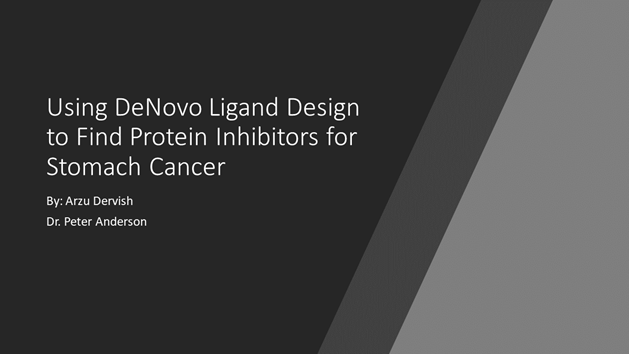 Using DeNovo Ligand Design
to Find Protein Inhibitors for
Stomach Cancer
By: Arzu Dervish
Dr. Peter Anderson